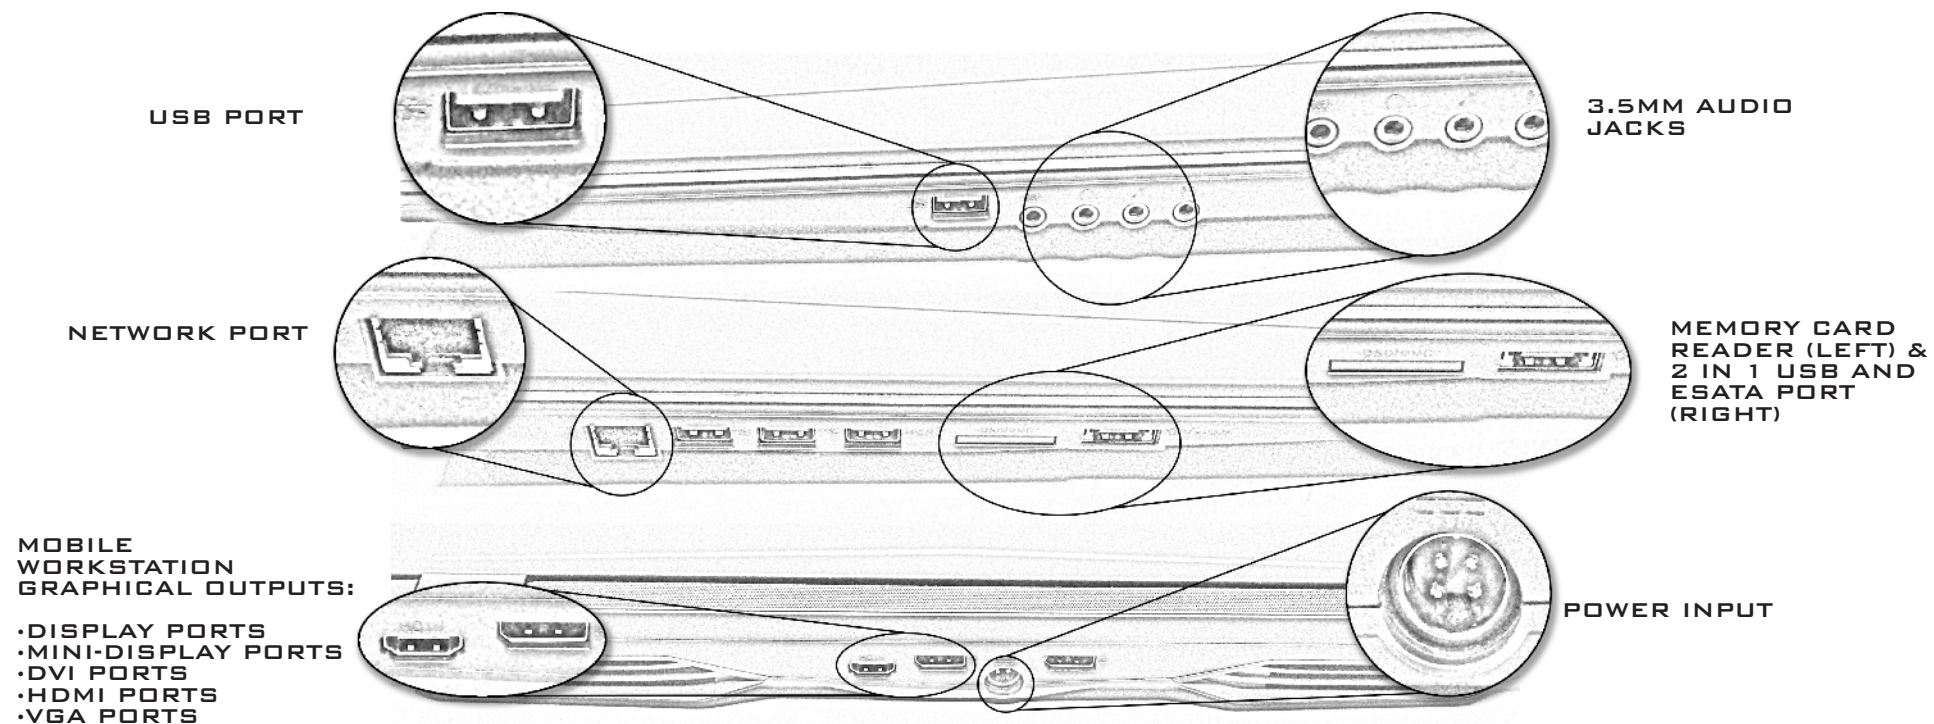 USB PORT
3.5MM AUDIO
JACKS
NETWORK PORT
MEMORY CARD
READER (LEFT) &
2 IN 1 USB AND
ESATA PORT
(RIGHT)
MOBILE
WORKSTATION
GRAPHICAL OUTPUTS:
•DISPLAY PORTS
•MINI-DISPLAY PORTS
•DVI PORTS
•HDMI PORTS
•VGA PORTS
POWER INPUT